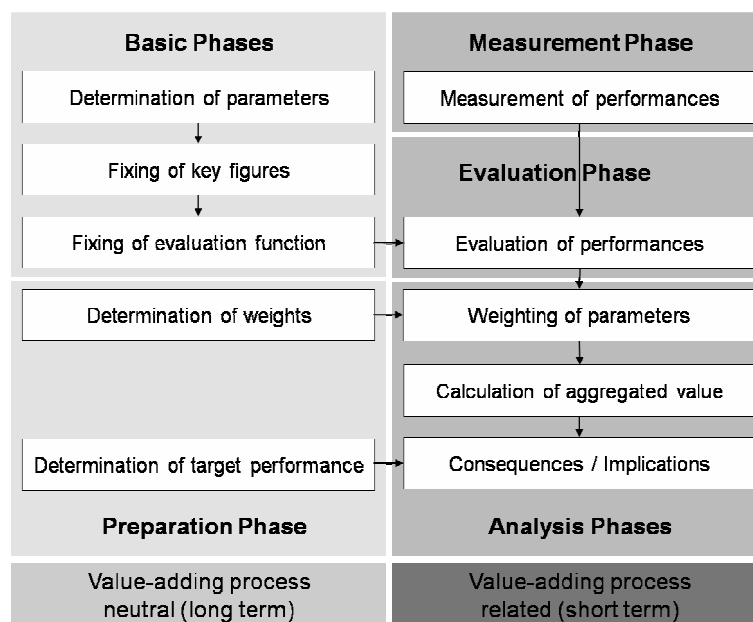 Basic Phases
Determination of parameters
Fixing of key figures
Fixing of evaluation function
Determination of weights
Determination of target performance
Preparation Phase
Value-adding process
neutral (long term)
Measurement Phase
Measurement of performances
Evaluation Phase
Evaluation of performances
Weighting of parameters
Calculation of aggregated value
Consequences / Implications
Analysis Phases
Value-adding process
related (short term)